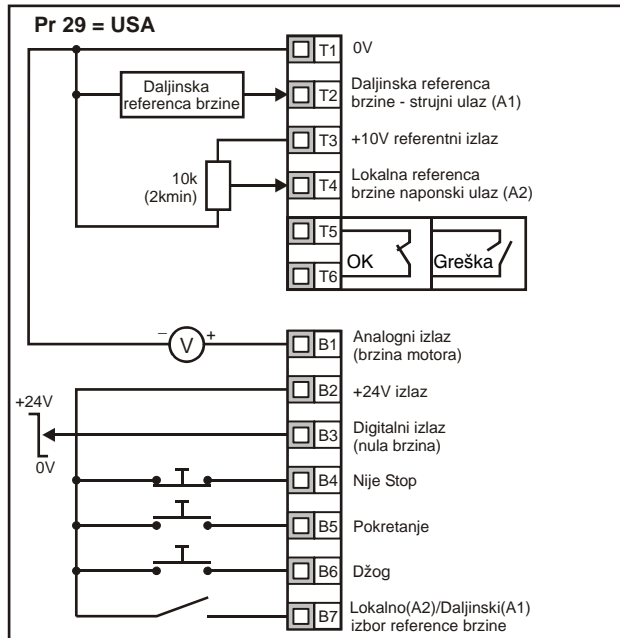 Pr 29 = USA
T1
0V
Daljinska
referenca brzine
T2
Daljinska referenca
brzine - strujni ulaz (A1)
T3
+10V referentni izlaz
10k
(2kmin)
T4
Lokalna referenca
brzine naponski ulaz (A2)
T5
T6
OK
Greška
− V +
B1
Analogni izlaz
(brzina motora)
B2
+24V izlaz
+24V
0V
B3
Digitalni izlaz
(nula brzina)
B4
Nije Stop
B5
Pokretanje
B6
Džog
B7
Lokalno(A2)/Daljinski(A1)
izbor reference brzine